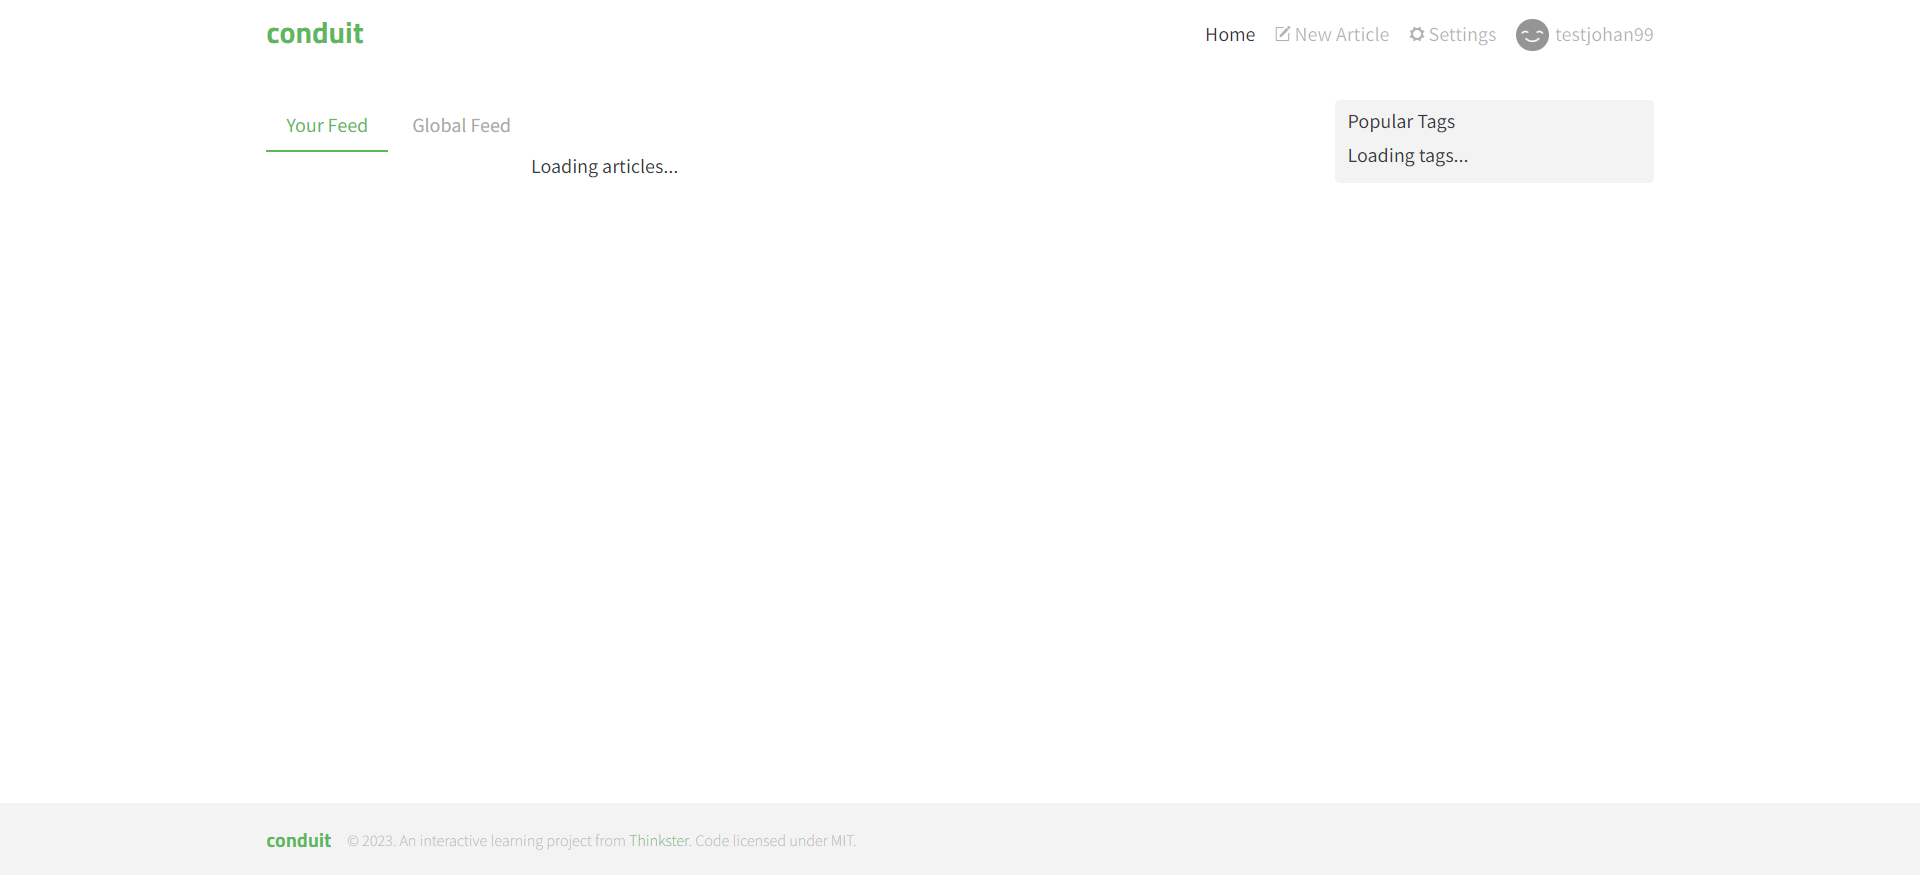 conduit
Home New Article Settings testjohan99
Your Feed Global Feed
Loading articles...
Popular Tags
Loading tags...
conduit © 2023. An interactive learning project from Thinkster. Code licensed under MIT.